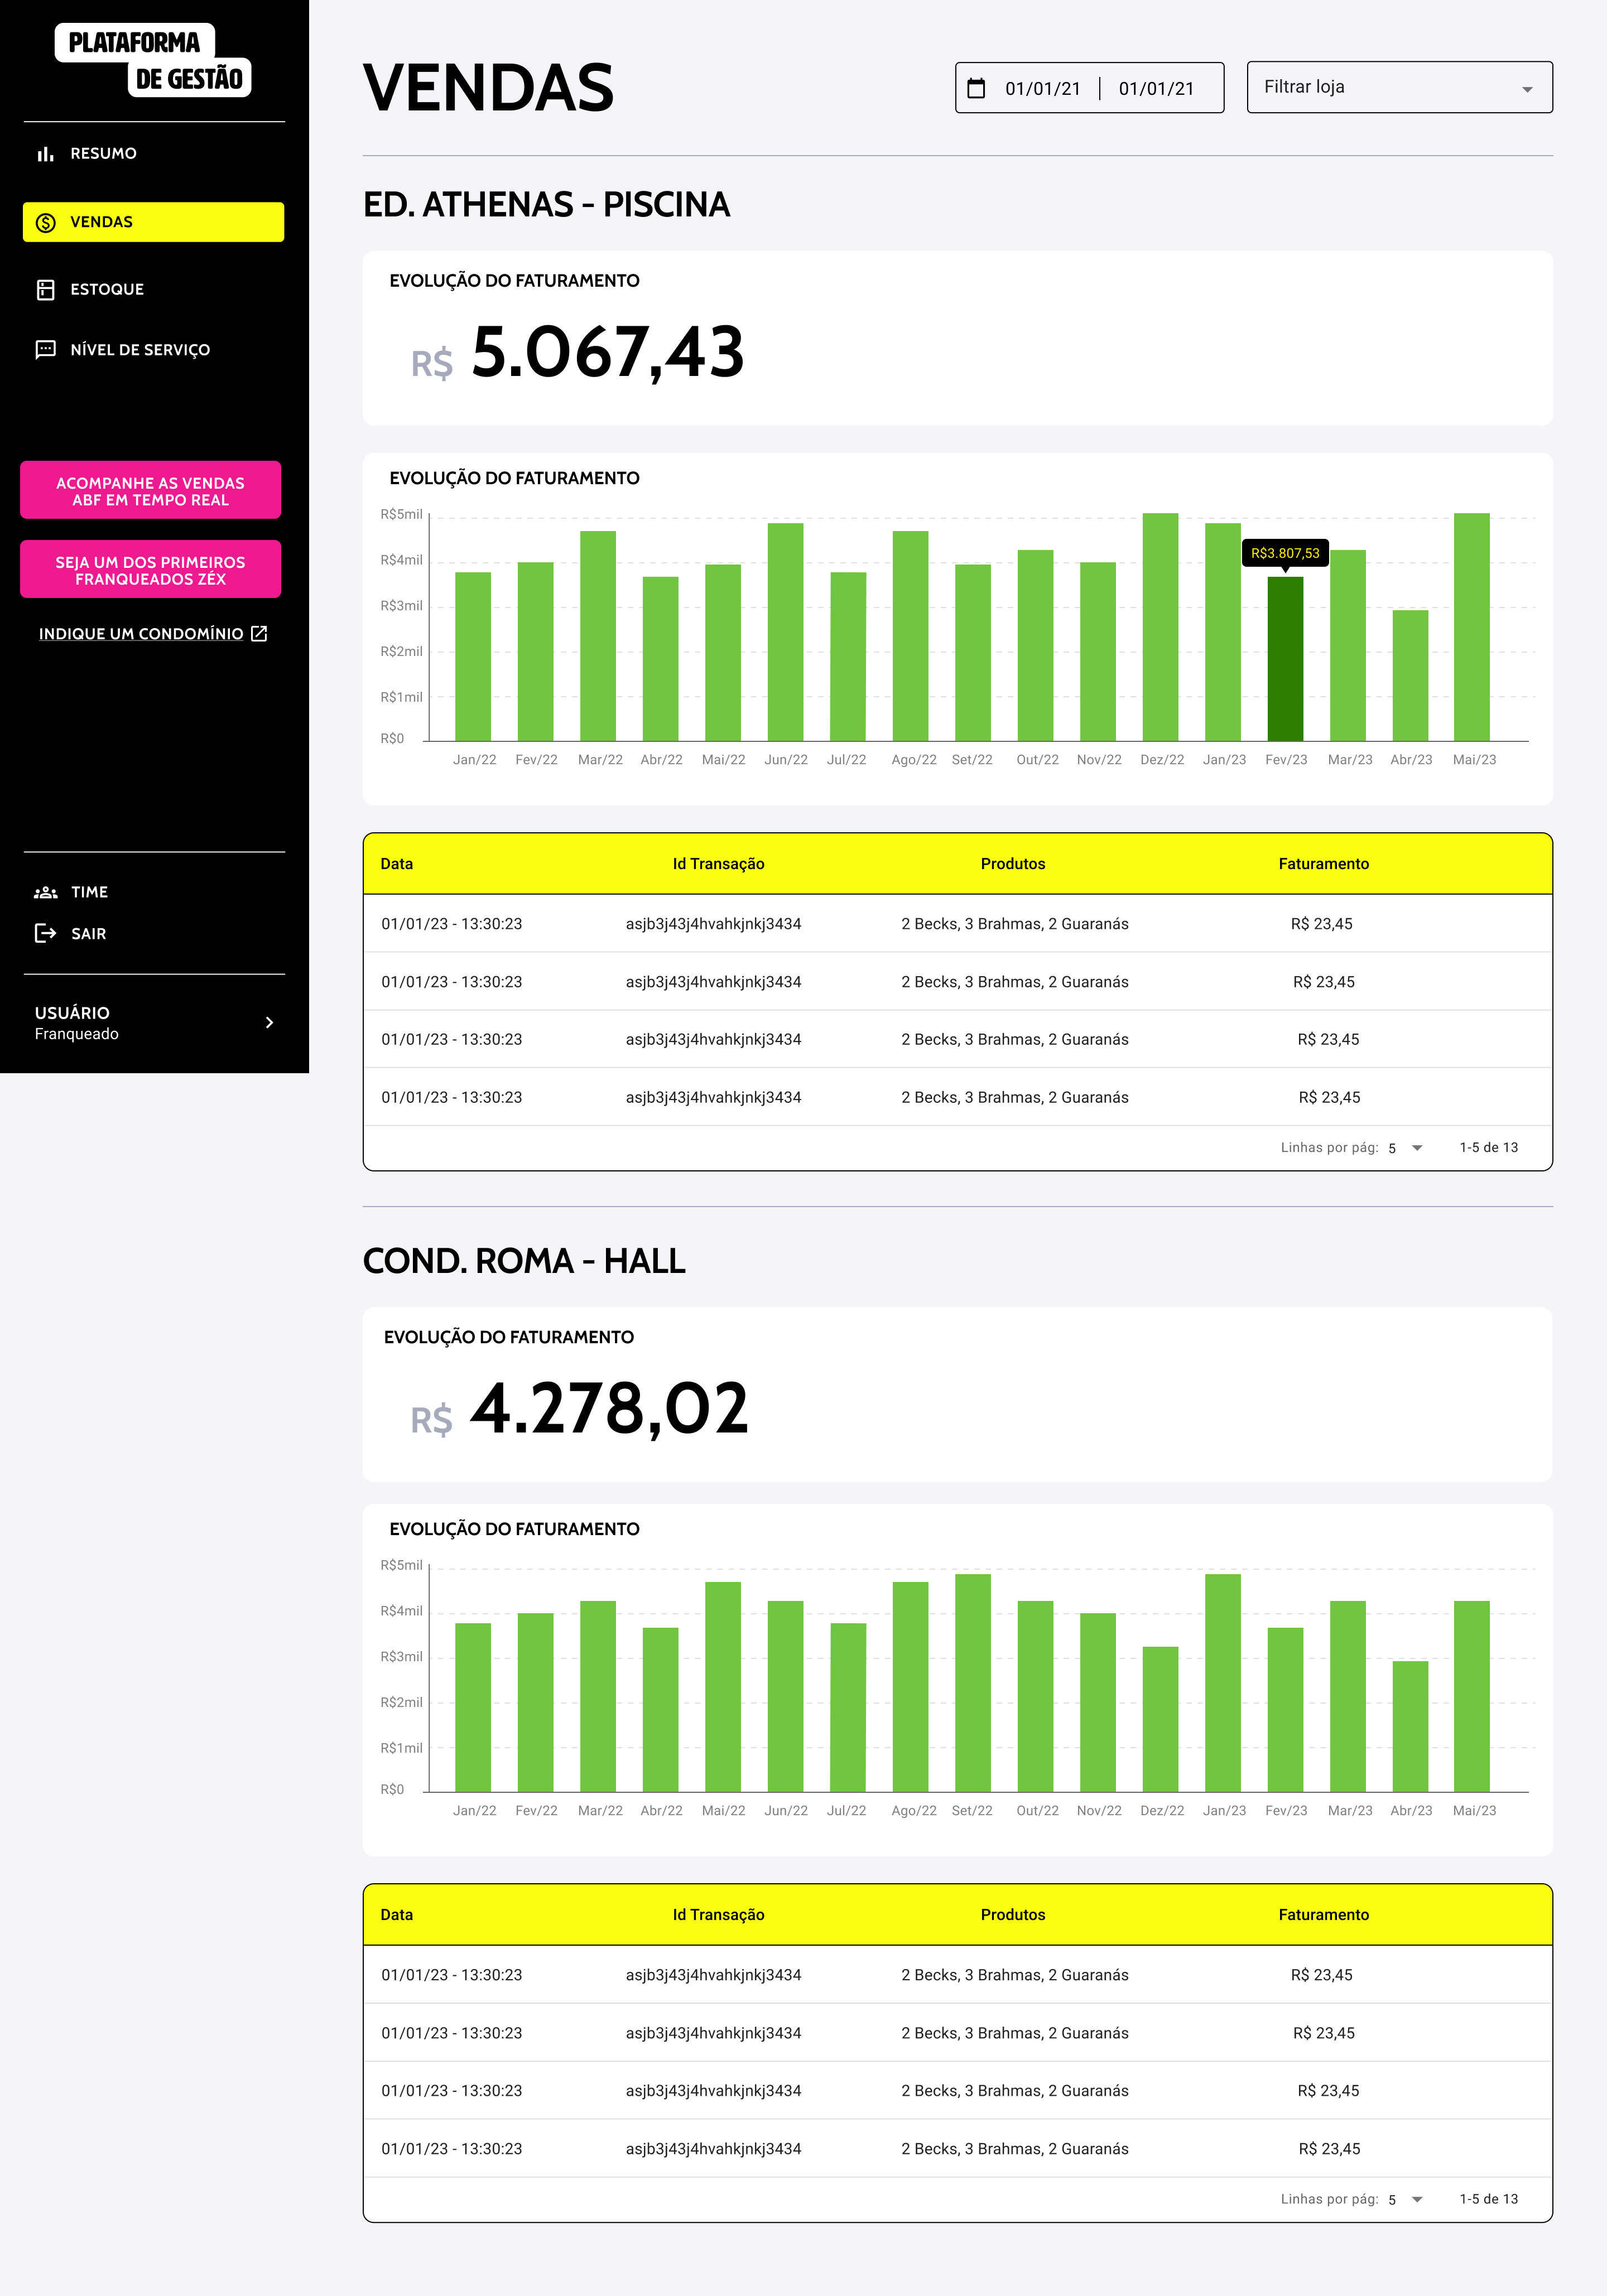 PLATAFORMA
DE GESTÃO
RESUMO
VENDAS
ESTOQUE
NÍVEL DE SERVIÇO
ACOMPANHE AS VENDAS
ABF EM TEMPO REAL
SEJA UM DOS PRIMEIROS
FRANQUEADOS ZÉX
INDIQUE UM CONDOMÍNIO
TIME
SAIR
USUÁRIO
Franqueado
VENDAS
01/01/21 | 01/01/21
Filtrar loja
ED. ATHENAS - PISCINA
EVOLUÇÃO DO FATURAMENTO
R$ 5.067,43
EVOLUÇÃO DO FATURAMENTO
R$5mil
R$4mil
R$3mil
R$2mil
R$1mil
R$0
R$3.807,53
Jan/22 Fev/22 Mar/22 Abr/22 Mai/22 Jun/22 Jul/22 Ago/22 Set/22 Out/22 Nov/22 Dez/22 Jan/23 Fev/23 Mar/23 Abr/23 Mai/23
Data Id Transação Produtos Faturamento
01/01/23 - 13:30:23 asjb3j43j4hvahkjnkj3434 2 Becks, 3 Brahmas, 2 Guaranás R$ 23,45
01/01/23 - 13:30:23 asjb3j43j4hvahkjnkj3434 2 Becks, 3 Brahmas, 2 Guaranás R$ 23,45
01/01/23 - 13:30:23 asjb3j43j4hvahkjnkj3434 2 Becks, 3 Brahmas, 2 Guaranás R$ 23,45
01/01/23 - 13:30:23 asjb3j43j4hvahkjnkj3434 2 Becks, 3 Brahmas, 2 Guaranás R$ 23,45
Linhas por pág: 5 1-5 de 13
COND. ROMA - HALL
EVOLUÇÃO DO FATURAMENTO
R$ 4.278,02
EVOLUÇÃO DO FATURAMENTO
R$5mil
R$4mil
R$3mil
R$2mil
R$1mil
R$0
Jan/22 Fev/22 Mar/22 Abr/22 Mai/22 Jun/22 Jul/22 Ago/22 Set/22 Out/22 Nov/22 Dez/22 Jan/23 Fev/23 Mar/23 Abr/23 Mai/23
Data Id Transação Produtos Faturamento
01/01/23 - 13:30:23 asjb3j43j4hvahkjnkj3434 2 Becks, 3 Brahmas, 2 Guaranás R$ 23,45
01/01/23 - 13:30:23 asjb3j43j4hvahkjnkj3434 2 Becks, 3 Brahmas, 2 Guaranás R$ 23,45
01/01/23 - 13:30:23 asjb3j43j4hvahkjnkj3434 2 Becks, 3 Brahmas, 2 Guaranás R$ 23,45
01/01/23 - 13:30:23 asjb3j43j4hvahkjnkj3434 2 Becks, 3 Brahmas, 2 Guaranás R$ 23,45
Linhas por pág: 5 1-5 de 13